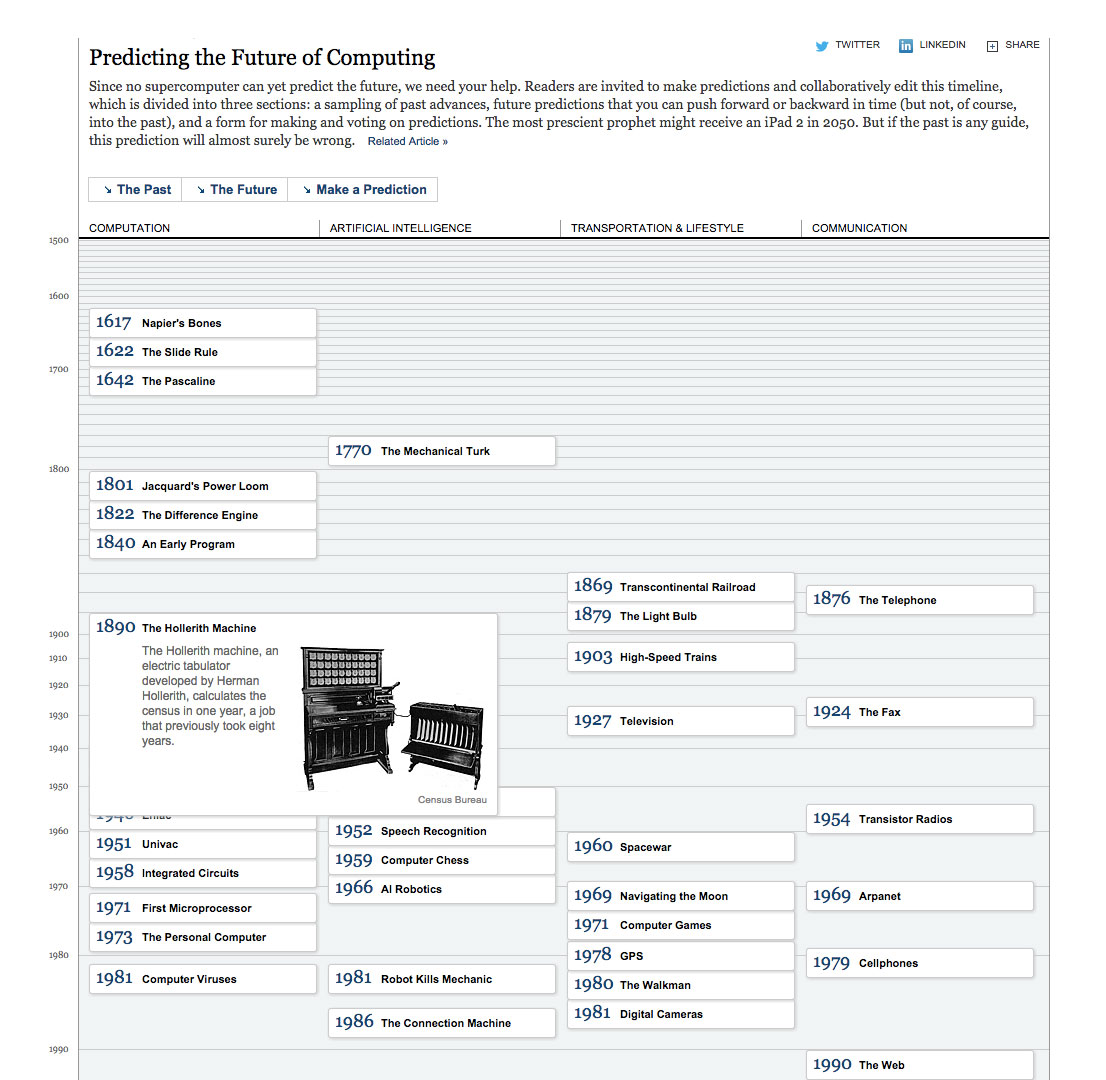 Predicting the Future of Computing
TWITTER
LINKEDIN
SHARE
Since no supercomputer can yet predict the future, we need your help. Readers are invited to make predictions and collaboratively edit this timeline,
which is divided into three sections: a sampling of past advances, future predictions that you can push forward or backward in time (but not, of course,
into the past), and a form for making and voting on predictions. The most prescient prophet might receive an iPad 2 in 2050. But if the past is any guide,
this prediction will almost surely be wrong. Related Article »
↘ The Past
↘ The Future
↘ Make a Prediction
COMPUTATION
ARTIFICIAL INTELLIGENCE
TRANSPORTATION & LIFESTYLE
COMMUNICATION
1500
1600
1617 Napier's Bones
1622 The Slide Rule
1700
1642 The Pascaline
1770 The Mechanical Turk
1800
1801 Jacquard's Power Loom
1822 The Difference Engine
1840 An Early Program
1869 Transcontinental Railroad
1876 The Telephone
1879 The Light Bulb
1890 The Hollerith Machine
The Hollerith machine, an
electric tabulator
developed by Herman
Hollerith, calculates the
census in one year, a job
that previously took eight
years.
Census Bureau
1900
1903 High-Speed Trains
1910
1920
1924 The Fax
1930
1927 Television
1940
1950
1954 Transistor Radios
1952 Speech Recognition
1960
1951 Univac
1960 Spacewar
1959 Computer Chess
1958 Integrated Circuits
1970
1966 AI Robotics
1969 Navigating the Moon
1969 Arpanet
1971 First Microprocessor
1971 Computer Games
1973 The Personal Computer
1980
1978 GPS
1979 Cellphones
1981 Computer Viruses
1981 Robot Kills Mechanic
1980 The Walkman
1981 Digital Cameras
1986 The Connection Machine
1990
1990 The Web